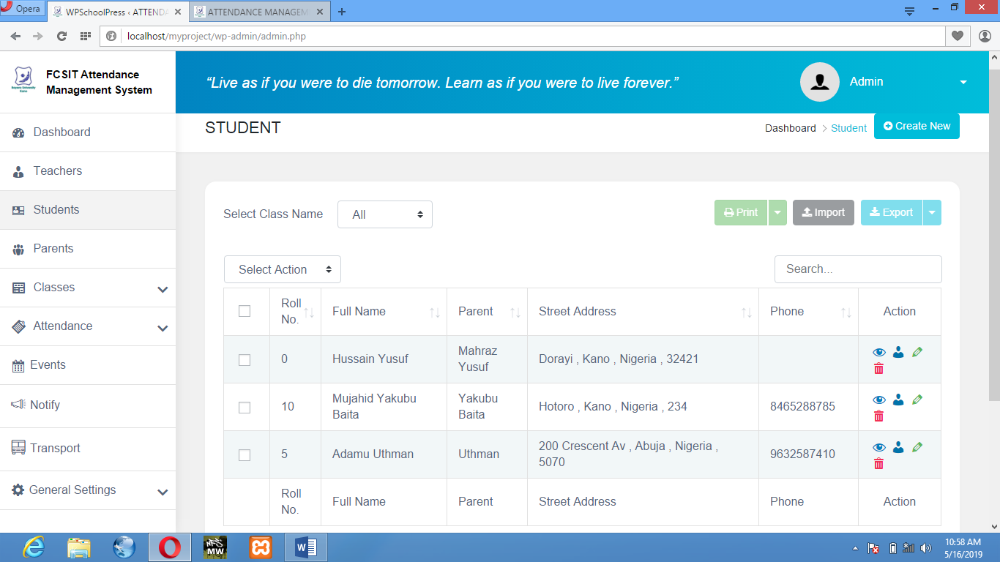 Opera
WPSchoolPress ‹ ATTENDA
ATTENDANCE MANAGEM
localhost/myproject/wp-admin/admin.php
FCSIT Attendance
Management System
Bayero University
Kano
“Live as if you were to die tomorrow. Learn as if you were to live forever.”
Admin
Dashboard
Teachers
Students
Parents
Classes
Attendance
Events
Notify
Transport
General Settings
STUDENT
Dashboard > Student
Create New
Select Class Name All
Print
Import
Export
Select Action
Search...
Roll No. Full Name Parent Street Address Phone Action
0 Hussain Yusuf Mahraz Yusuf Dorayi , Kano , Nigeria , 32421
10 Mujahid Yakubu Baita Yakubu Baita Hotoro , Kano , Nigeria , 234 8465288785
5 Adamu Uthman Uthman 200 Crescent Av , Abuja , Nigeria , 5070 9632587410
Roll No. Full Name Parent Street Address Phone Action
NFS
MW
10:58 AM
5/16/2019